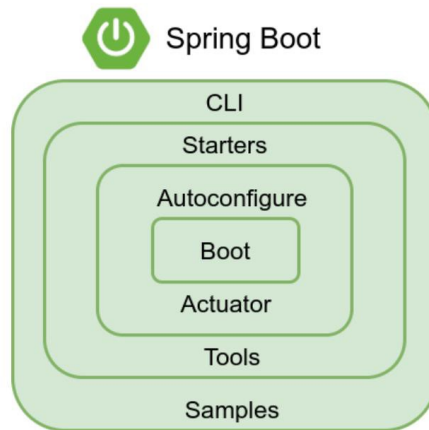 Spring Boot
CLI
Starters
Autoconfigure
Boot
Actuator
Tools
Samples